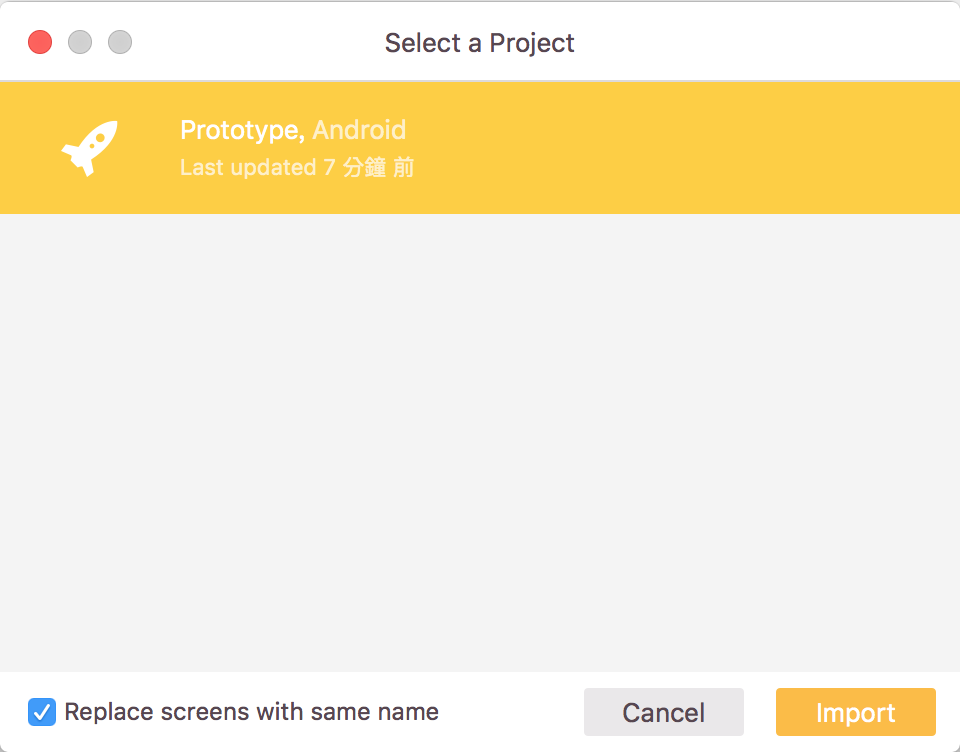 Select a Project
Prototype, Android
Last updated 7 分鐘 前
Replace screens with same name
Cancel
Import